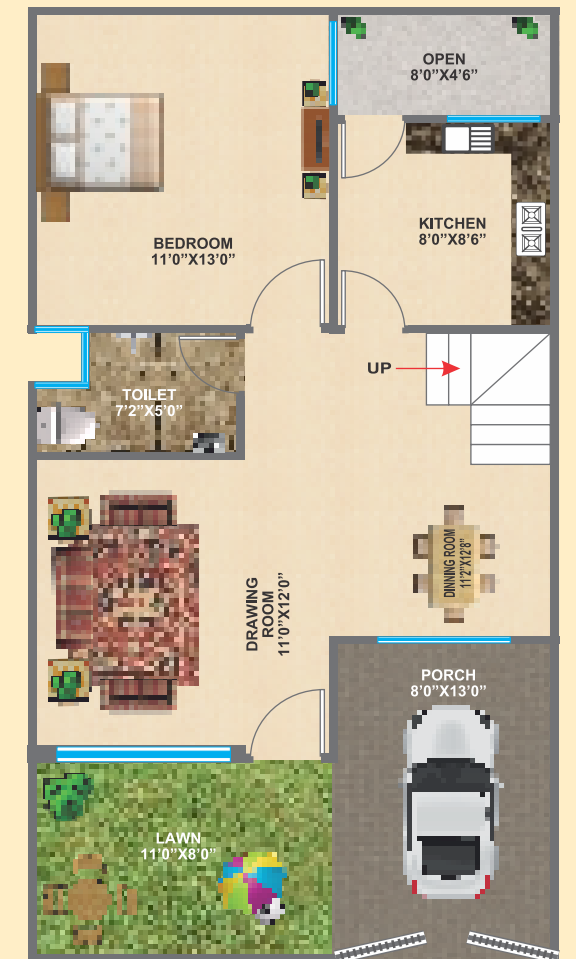 OPEN
8'0"X4'6"
BEDROOM
11'0"X13'0"
KITCHEN
8'0"X8'6"
UP
TOILET
7'2"X5'0"
DINNING ROOM
11'2"X12'8"
DRAWING
ROOM
11'0"X12'0"
PORCH
8'0"X13'0"
LAWN
11'0"X8'0"